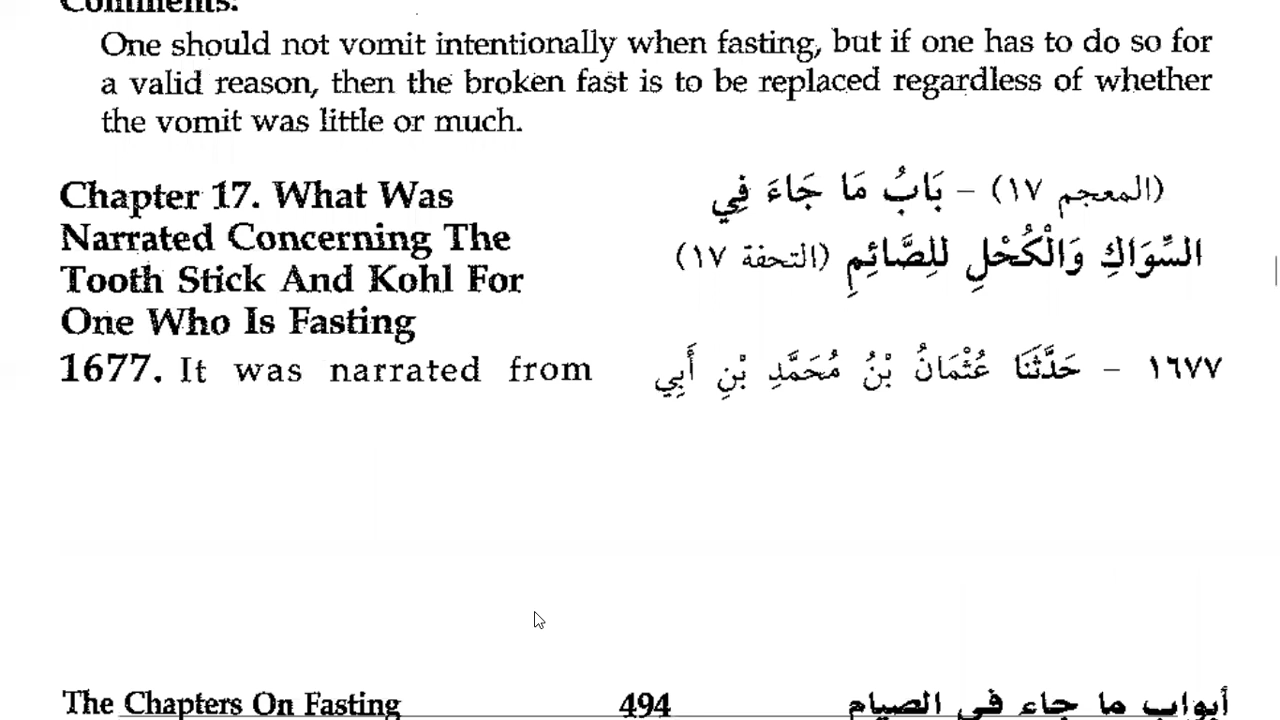 Comments:
One should not vomit intentionally when fasting, but if one has to do so for
a valid reason, then the broken fast is to be replaced regardless of whether
the vomit was little or much.
Chapter 17. What Was
Narrated Concerning The
Tooth Stick And Kohl For
One Who Is Fasting
1677. It was narrated from
(المعجم ١٧) - بَابُ مَا جَاءَ فِي
السِّوَاكِ وَالْكُحْلِ لِلصَّائِمِ (التحفة ١٧)
١٦٧٧ - حَدَّثَنَا عُثْمَانُ بْنُ مُحَمَّدِ بْنِ أَبِي
The Chapters On Fasting 494 أبواب ما جاء في الصيام